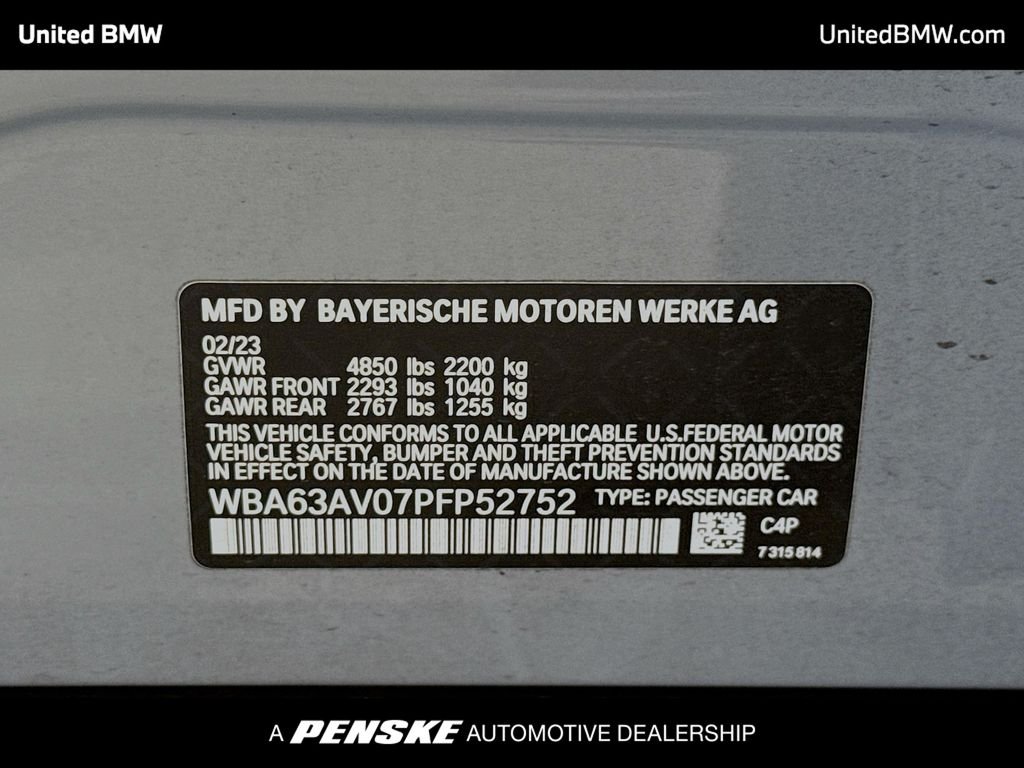 United BMW
UnitedBMW.com
MFD BY BAYERISCHE MOTOREN WERKE AG
02/23
GVWR 4850 lbs 2200 kg
GAWR FRONT 2293 lbs 1040 kg
GAWR REAR 2767 lbs 1255 kg
THIS VEHICLE CONFORMS TO ALL APPLICABLE U.S.FEDERAL MOTOR
VEHICLE SAFETY, BUMPER AND THEFT PREVENTION STANDARDS
IN EFFECT ON THE DATE OF MANUFACTURE SHOWN ABOVE.
WBA63AV07PFP52752 TYPE: PASSENGER CAR
C4P
7315814
A PENSKE AUTOMOTIVE DEALERSHIP